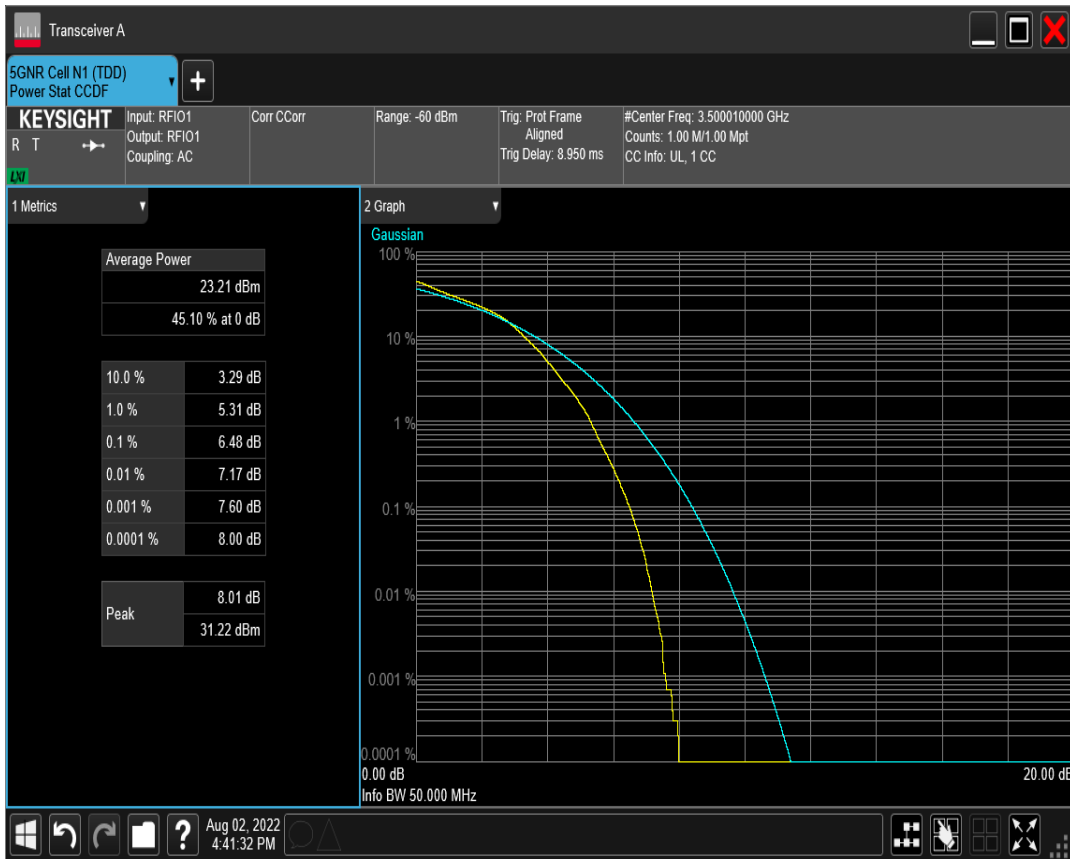 Transceiver A
5GNR Cell N1 (TDD)
Power Stat CCDF
+
KEYSIGHT
R T
LXI
Input: RFIO1
Output: RFIO1
Coupling: AC
Corr CCorr
Range: -60 dBm
Trig: Prot Frame
Aligned
Trig Delay: 8.950 ms
#Center Freq: 3.500010000 GHz
Counts: 1.00 M/1.00 Mpt
CC Info: UL, 1 CC
1 Metrics
Average Power
23.21 dBm
45.10 % at 0 dB
10.0 % 3.29 dB
1.0 % 5.31 dB
0.1 % 6.48 dB
0.01 % 7.17 dB
0.001 % 7.60 dB
0.0001 % 8.00 dB
Peak 8.01 dB
31.22 dBm
2 Graph
Gaussian
100 %
10 %
1 %
0.1 %
0.01 %
0.001 %
0.0001 %
0.00 dB 20.00 dB
Info BW 50.000 MHz
?
Aug 02, 2022
4:41:32 PM